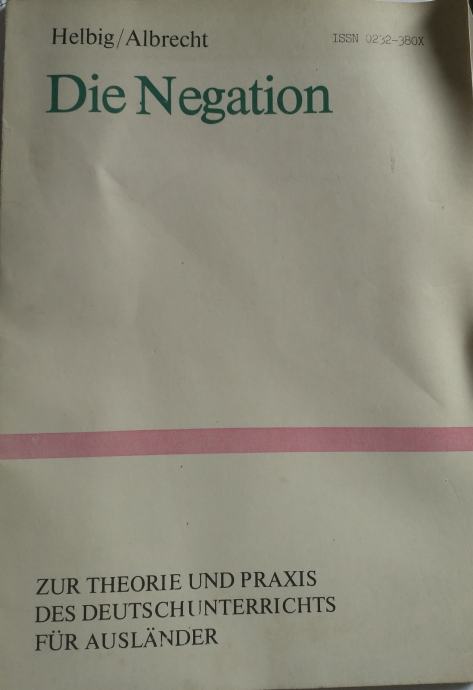 Helbig/Albrecht
ISSN 0232-380X
Die Negation
ZUR THEORIE UND PRAXIS
DES DEUTSCHUNTERRICHTS
FÜR AUSLÄNDER